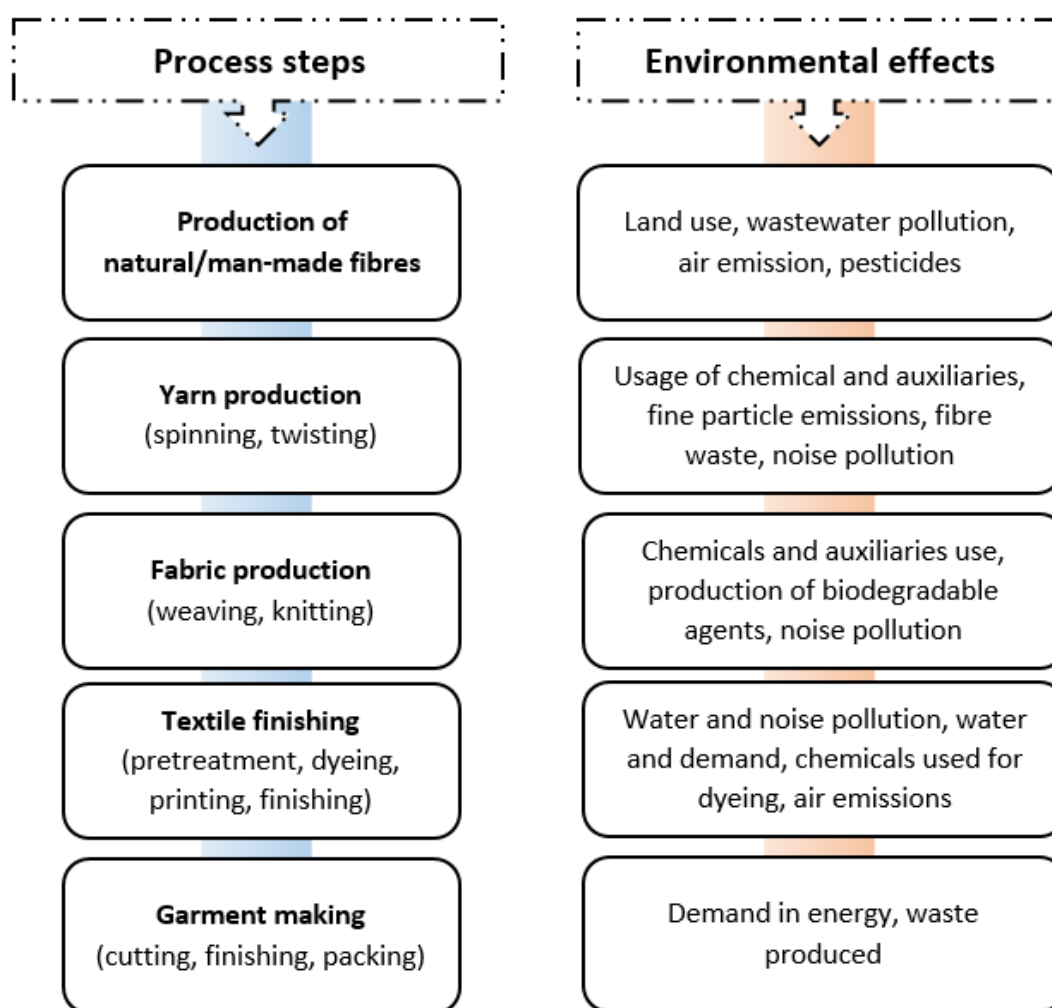 Process steps
Environmental effects
Production of
natural/man-made fibres
Land use, wastewater pollution,
air emission, pesticides
Yarn production
(spinning, twisting)
Usage of chemical and auxiliaries,
fine particle emissions, fibre
waste, noise pollution
Fabric production
(weaving, knitting)
Chemicals and auxiliaries use,
production of biodegradable
agents, noise pollution
Textile finishing
(pretreatment, dyeing,
printing, finishing)
Water and noise pollution, water
and demand, chemicals used for
dyeing, air emissions
Garment making
(cutting, finishing, packing)
Demand in energy, waste
produced